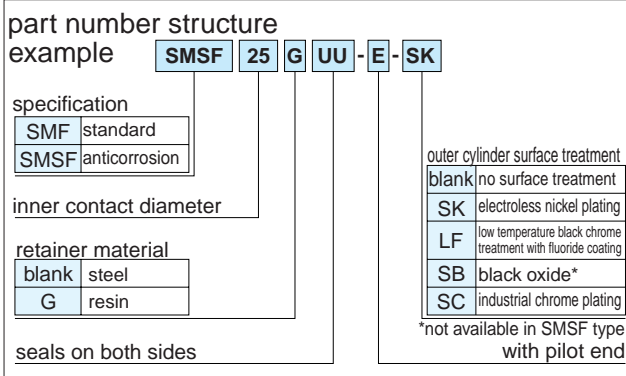 part number structure
example SMSF 25 G UU - E - SK
specification
SMF standard
SMSF anticorrosion
inner contact diameter
retainer material
blank steel
G resin
seals on both sides
outer cylinder surface treatment
blank no surface treatment
SK electroless nickel plating
LF low temperature black chrome
treatment with fluoride coating
SB black oxide*
SC industrial chrome plating
*not available in SMSF type
with pilot end